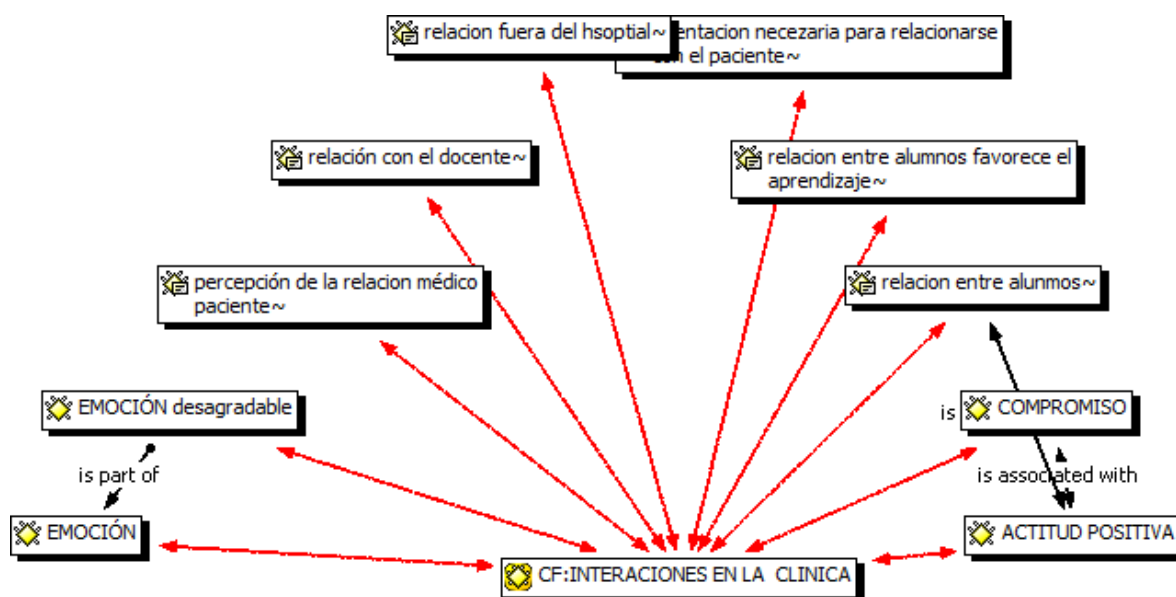 relacion fuera del hsoptial~
necezaria para relacionarse
el paciente~
relación con el docente~
relacion entre alumnos favorece el
aprendizaje~
percepción de la relacion médico
paciente~
relacion entre alunmos~
EMOCIÓN desagradable
is
COMPROMISO
is part of
is associated with
EMOCIÓN
ACTITUD POSITIVA
CF:INTERACIONES EN LA CLINICA